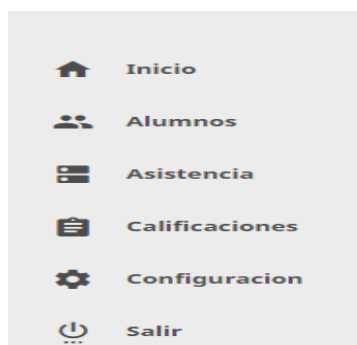 Inicio
Alumnos
Asistencia
Calificaciones
Configuracion
Salir